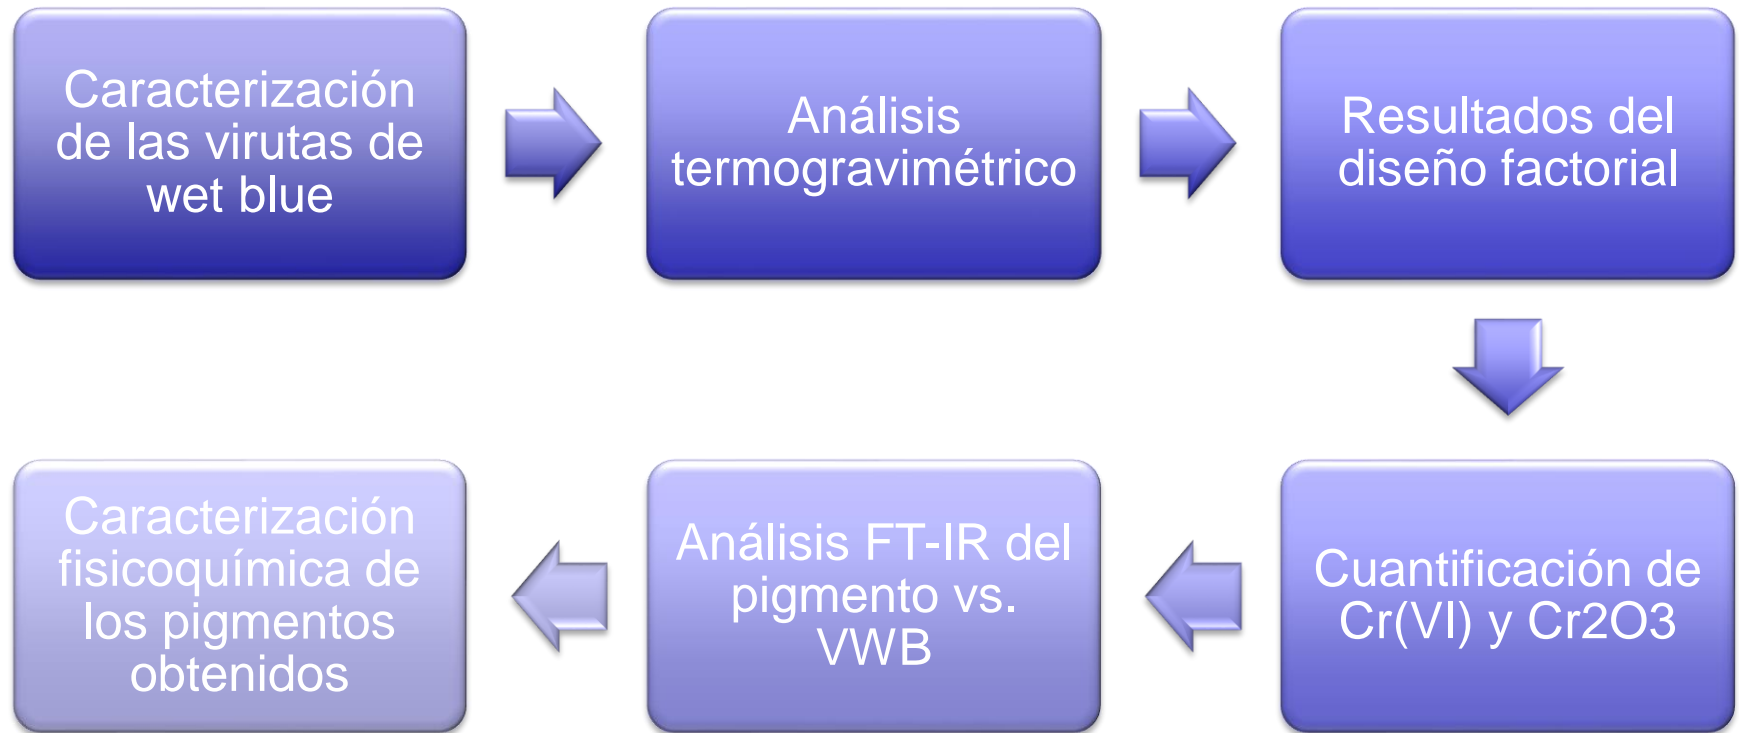 Caracterización
de las virutas de
wet blue
Análisis
termogravimétrico
Resultados del
diseño factorial
Cuantificación de
Cr(VI) y Cr2O3
Análisis FT-IR del
pigmento vs.
VWB
Caracterización
fisicoquímica de
los pigmentos
obtenidos